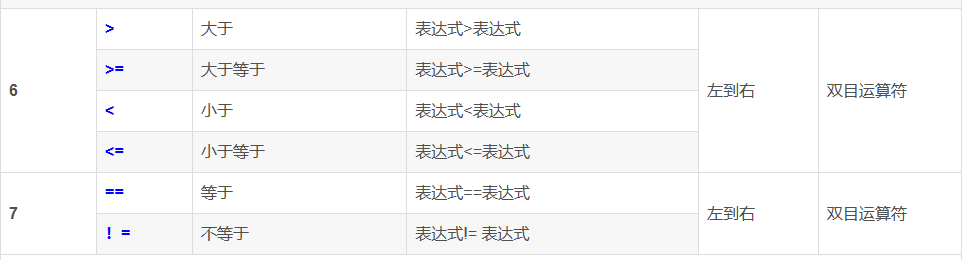 > 大于 表达式>表达式
>= 大于等于 表达式>=表达式
6 左到右 双目运算符
< 小于 表达式<表达式
<= 小于等于 表达式<=表达式
== 等于 表达式==表达式
7 左到右 双目运算符
! = 不等于 表达式!= 表达式